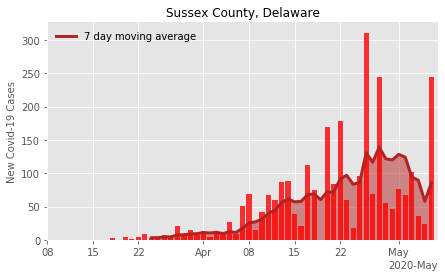 Sussex County, Delaware
7 day moving average
New Covid-19 Cases
300
250
200
150
100
50
0
08 15 22 Apr 08 15 22 May
2020-May